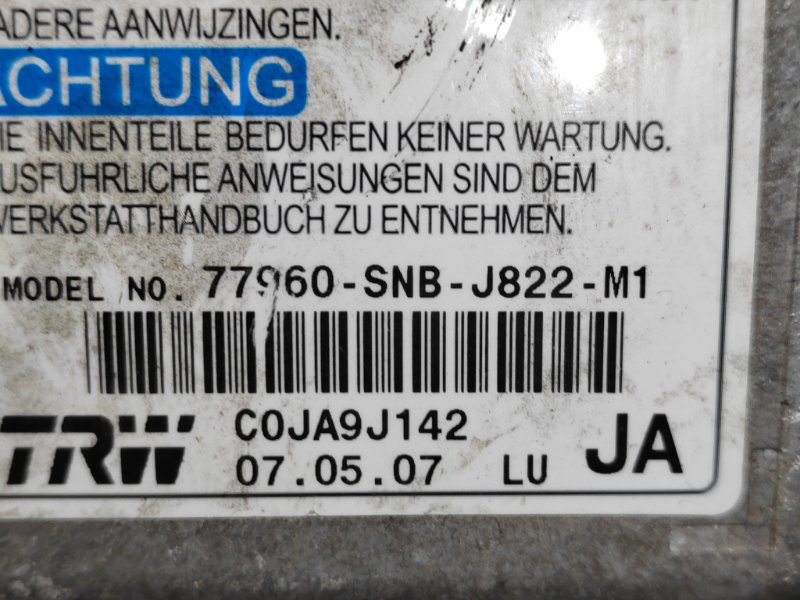 ADERE AANWIJZINGEN.
ACHTUNG
IE INNENTEILE BEDURFEN KEINER WARTUNG.
USFUHRLICHE ANWEISUNGEN SIND DEM
WERKSTATTHANDBUCH ZU ENTNEHMEN.
MODEL NO. 77960-SNB-J822-M1
TRW C0JA9J142
07.05.07 LU JA